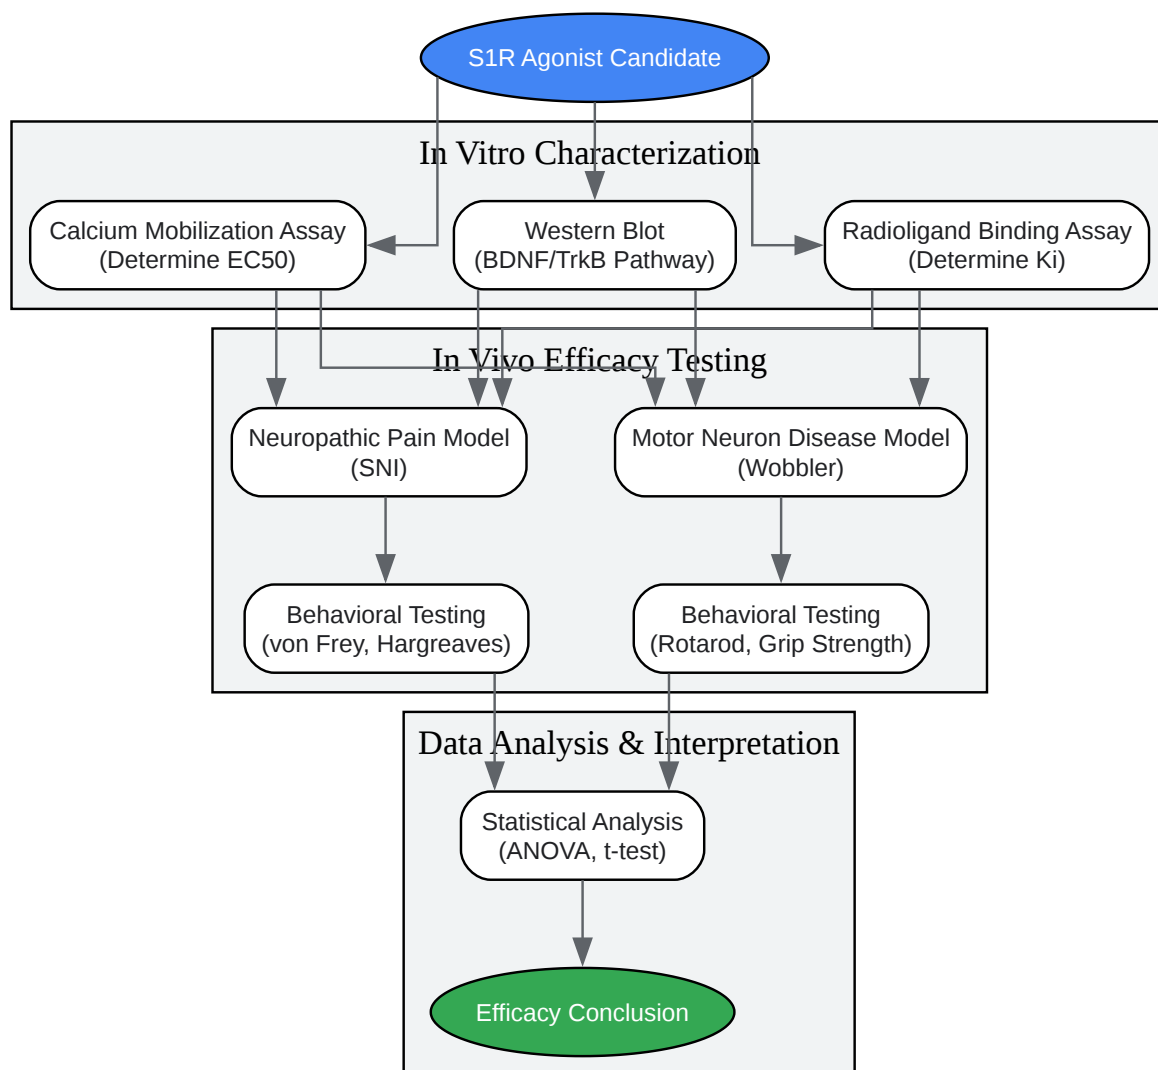 S1R Agonist Candidate
In Vitro Characterization
Calcium Mobilization Assay
(Determine EC50)
Western Blot
(BDNF/TrkB Pathway)
Radioligand Binding Assay
(Determine Ki)
In Vivo Efficacy Testing
Neuropathic Pain Model
(SNI)
Motor Neuron Disease Model
(Wobbler)
Behavioral Testing
(von Frey, Hargreaves)
Behavioral Testing
(Rotarod, Grip Strength)
Data Analysis & Interpretation
Statistical Analysis
(ANOVA, t-test)
Efficacy Conclusion